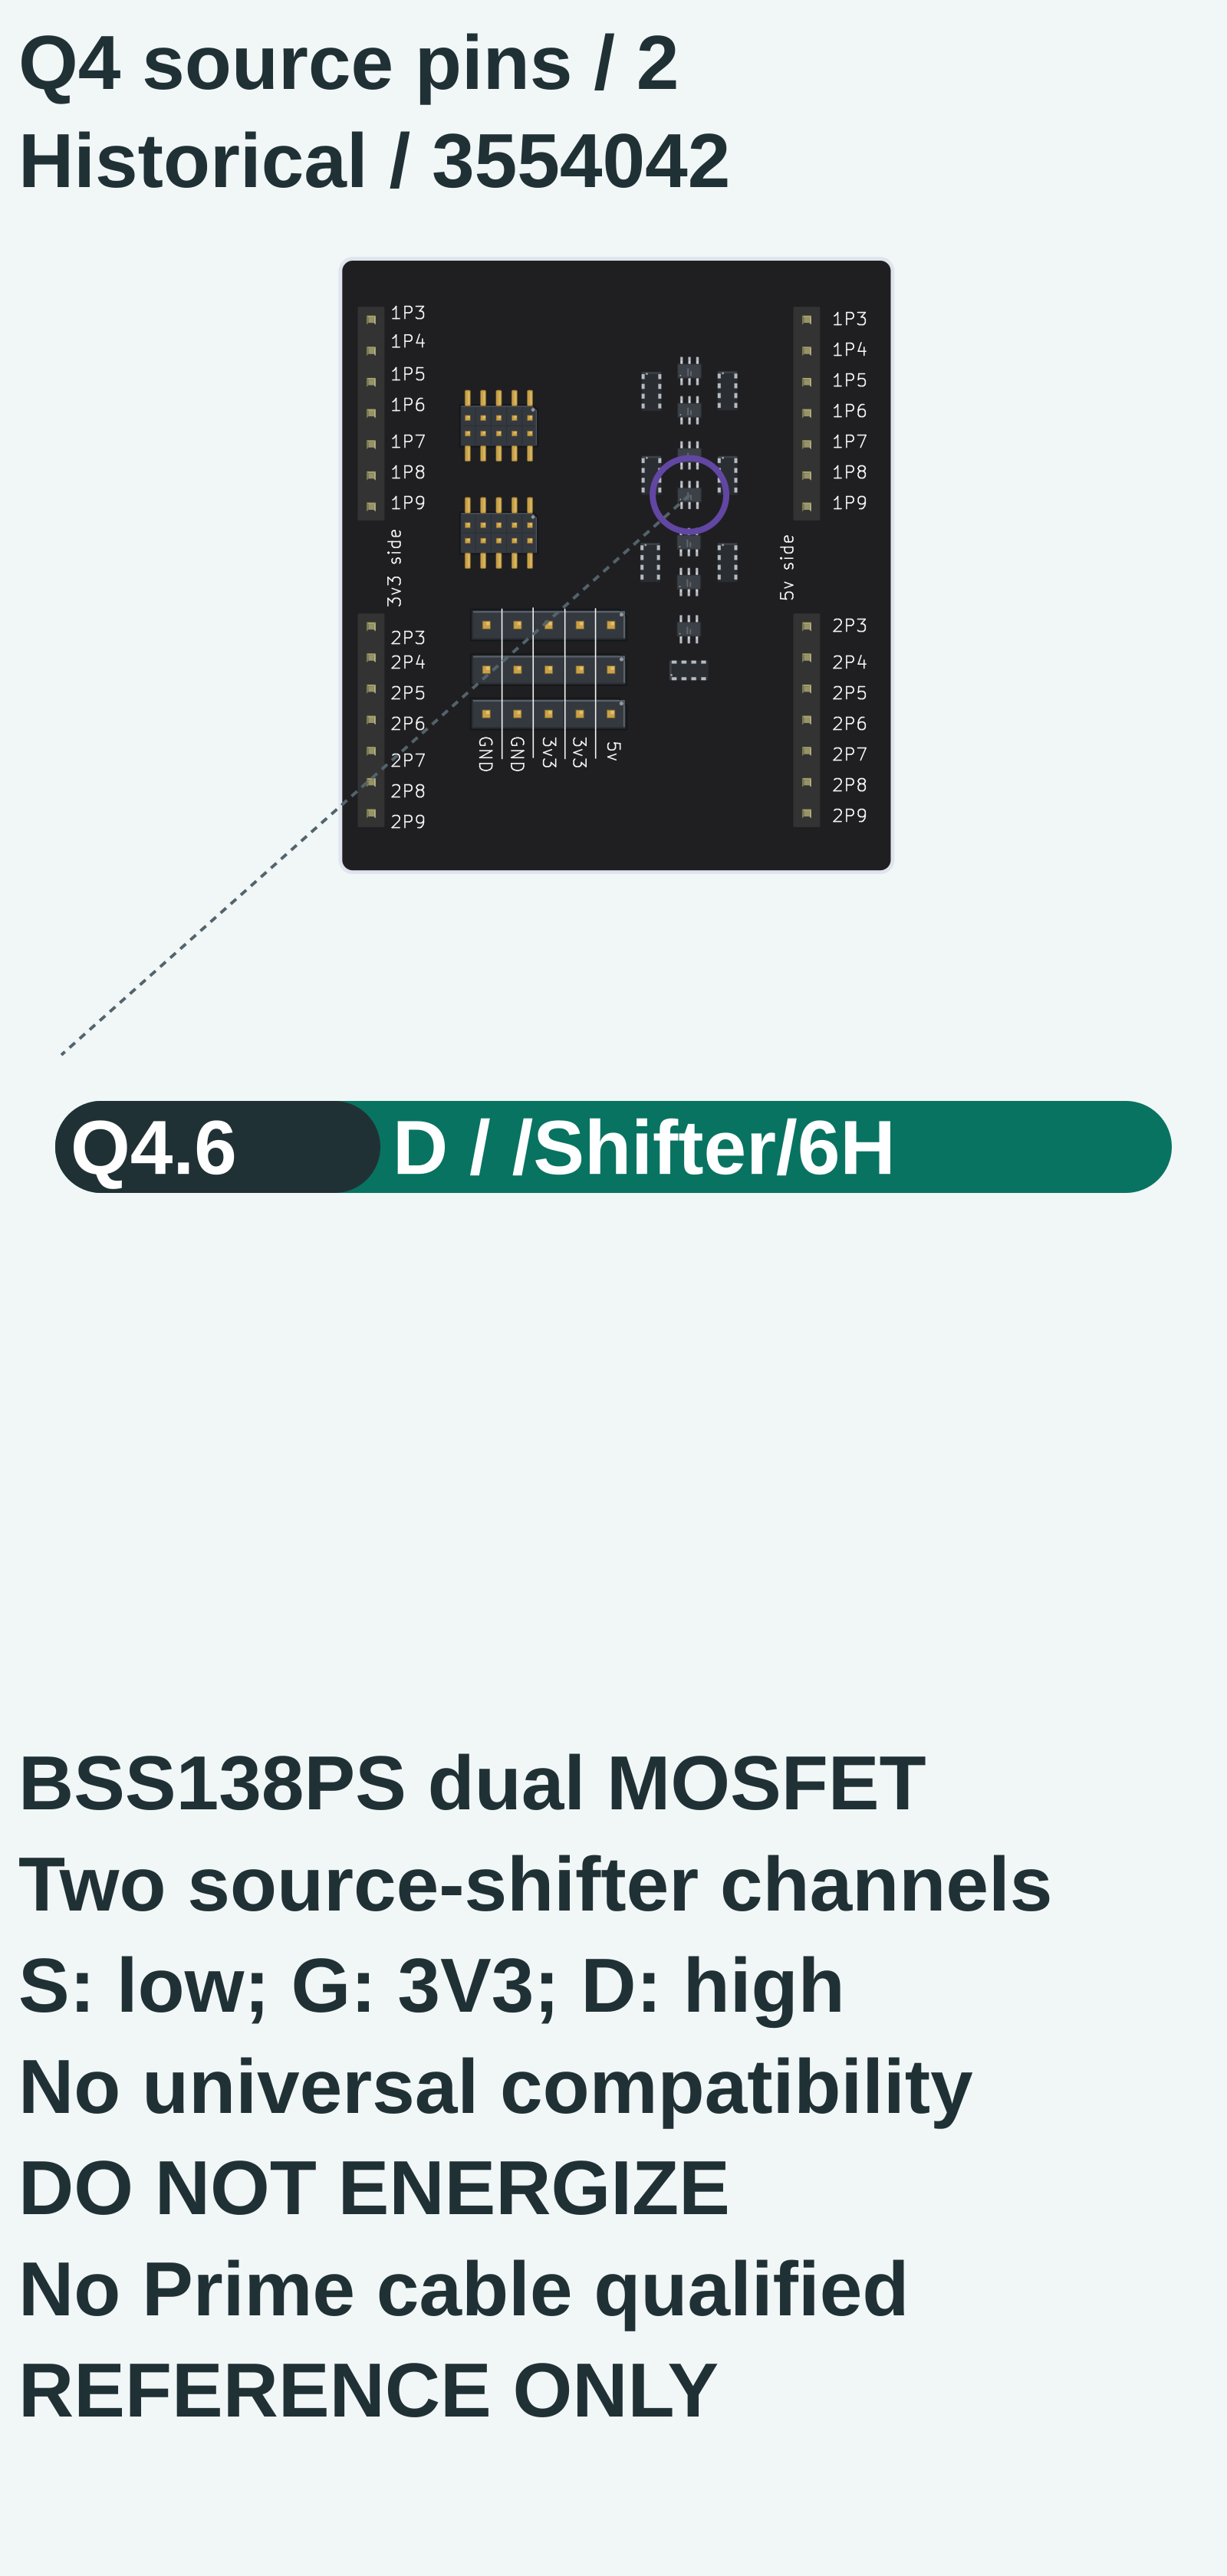 Q4 source pins / 2
Historical / 3554042
1P3
1P4
1P5
1P6
1P7
1P8
1P9
3v3 side
2P3
2P4
2P5
2P6
2P7
2P8
2P9
GND
GND
3v3
3v3
5v
1P3
1P4
1P5
1P6
1P7
1P8
1P9
5v side
2P3
2P4
2P5
2P6
2P7
2P8
2P9
Q4.6 D / /Shifter/6H
BSS138PS dual MOSFET
Two source-shifter channels
S: low; G: 3V3; D: high
No universal compatibility
DO NOT ENERGIZE
No Prime cable qualified
REFERENCE ONLY